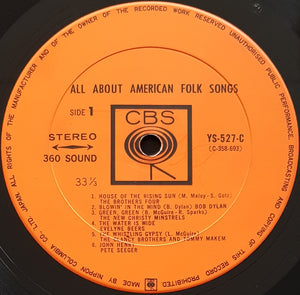 ALL RIGHTS OF THE MANUFACTURER AND OF THE OWNER OF THE RECORDED WORK RESERVED. UNAUTHORISED PUBLIC PERFORMANCE, BROADCASTING AND COPYING OF THIS RECORD PROHIBITED
MADE BY NIPPON COLUMBIA CO., LTD. JAPAN
ALL ABOUT AMERICAN FOLK SONGS
SIDE 1
CBS
STEREO
360 SOUND
YS-527-C
(C-358-692)
33⅓
1. HOUSE OF THE RISING SUN (M. Maloy - S. Getz)
THE BROTHERS FOUR
2. BLOWIN' IN THE WIND (B. Dylan) BOB DYLAN
3. GREEN, GREEN (B. McGuire - R. Sparks)
THE NEW CHRISTY MINSTRELS
4. THE WATER IS WIDE
EVELYNE BEERS
5. THE WHISTLING GYPSY (L. McGuire)
THE CLANCY BROTHERS AND TOMMY MAKEM
6. JOHN HENRY
PETE SEEGER